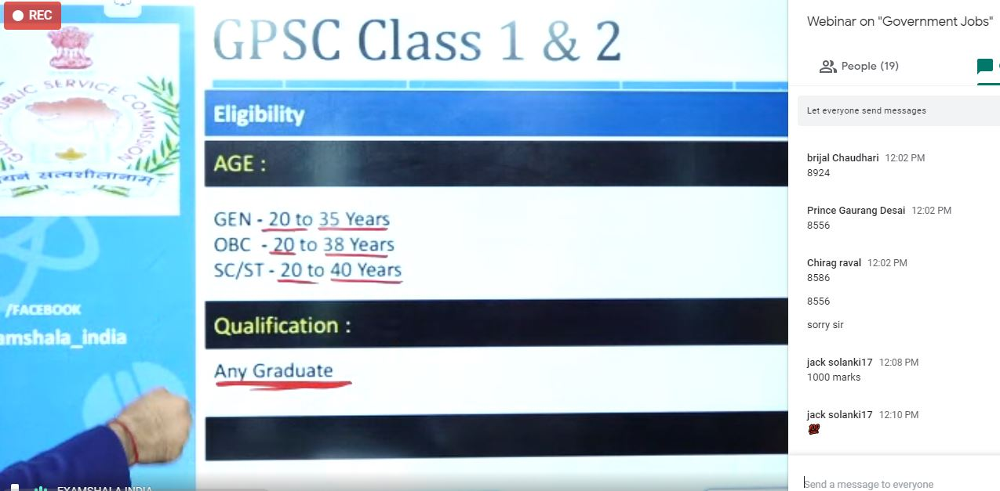 REC
PUBLIC SERVICE COMMISSION
सत्यशीलानाम्
/FACEBOOK
amshala_india
GPSC Class 1 & 2
Eligibility
AGE :
GEN - 20 to 35 Years
OBC - 20 to 38 Years
SC/ST - 20 to 40 Years
Qualification :
Any Graduate
EXAMSHALA INDIA
Webinar on "Government Jobs"
People (19)
Let everyone send messages
brijal Chaudhari 12:02 PM
8924
Prince Gaurang Desai 12:02 PM
8556
Chirag raval 12:02 PM
8586
8556
sorry sir
jack solanki17 12:08 PM
1000 marks
jack solanki17 12:10 PM
💯
Send a message to everyone